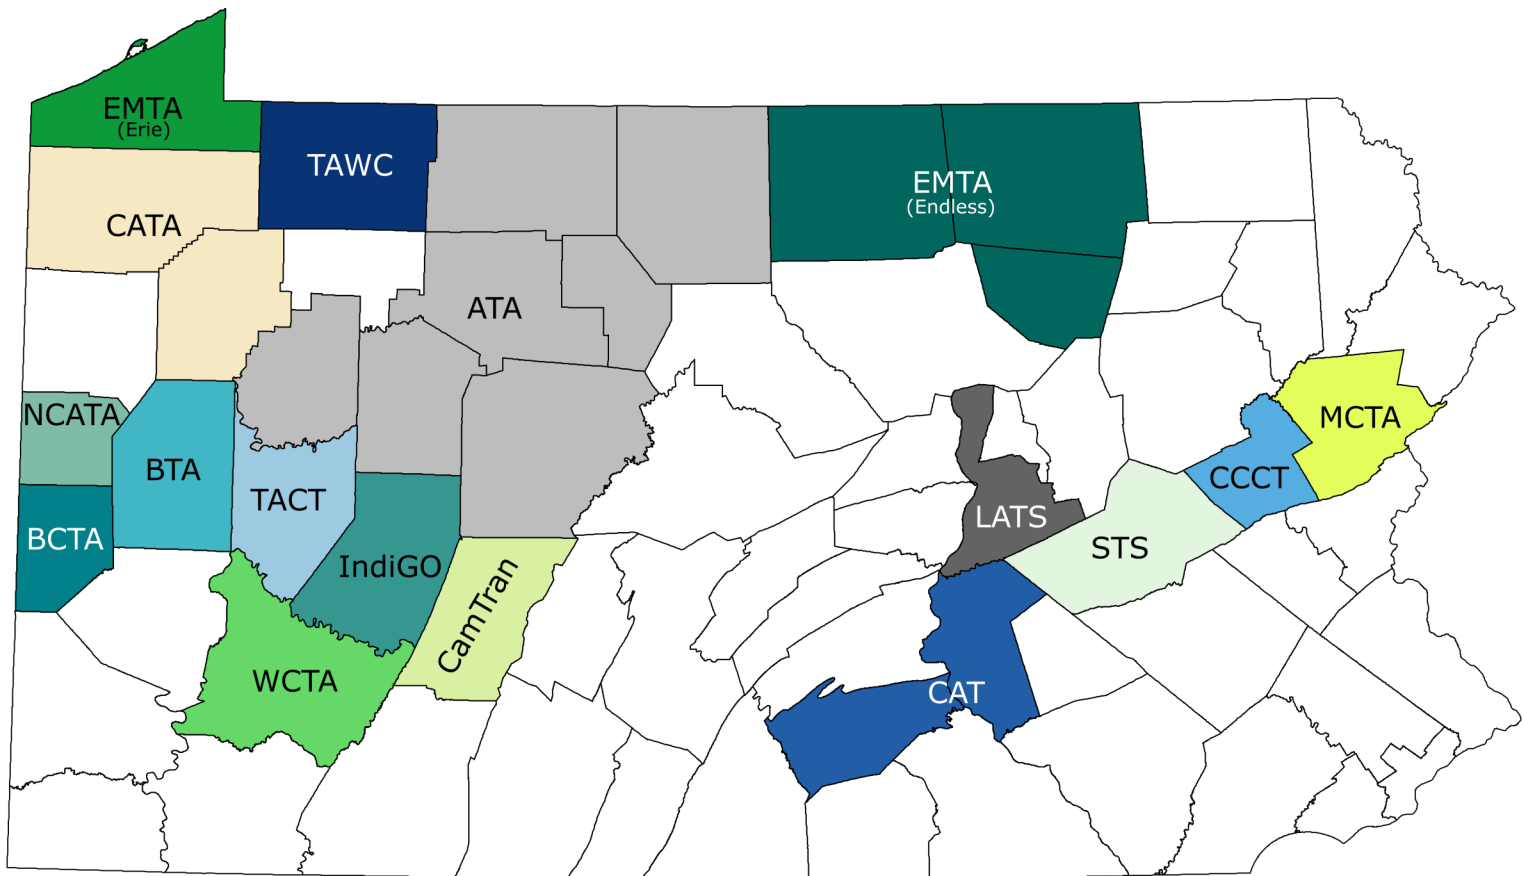 EMTA
(Erie)
TAWC
CATA
EMTA
(Endless)
ATA
NCATA
MCTA
BTA
CCCT
TACT
LATS
BCTA
STS
IndiGO
CamTran
WCTA
CAT